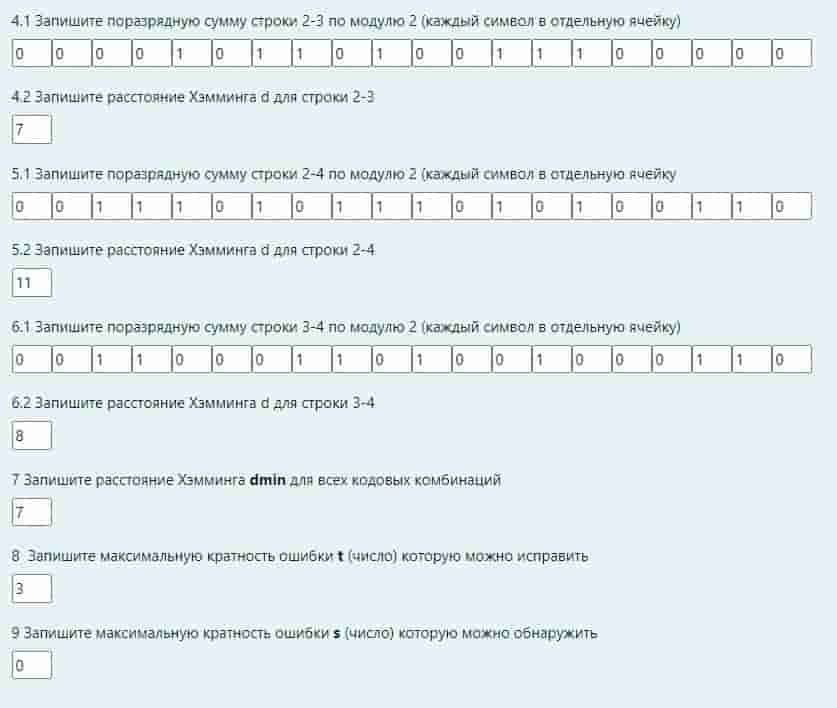 4.1 Запишите поразрядную сумму строки 2-3 по модулю 2 (каждый символ в отдельную ячейку)
0 0 0 0 1 0 1 1 0 1 0 0 1 1 1 0 0 0 0 0
4.2 Запишите расстояние Хэмминга d для строки 2-3
7
5.1 Запишите поразрядную сумму строки 2-4 по модулю 2 (каждый символ в отдельную ячейку
0 0 1 1 1 0 1 0 1 1 1 0 1 0 1 0 0 1 1 0
5.2 Запишите расстояние Хэмминга d для строки 2-4
11
6.1 Запишите поразрядную сумму строки 3-4 по модулю 2 (каждый символ в отдельную ячейку)
0 0 1 1 0 0 0 1 1 0 1 0 0 1 0 0 0 1 1 0
6.2 Запишите расстояние Хэмминга d для строки 3-4
8
7 Запишите расстояние Хэмминга dmin для всех кодовых комбинаций
7
8 Запишите максимальную кратность ошибки t (число) которую можно исправить
3
9 Запишите максимальную кратность ошибки s (число) которую можно обнаружить
0